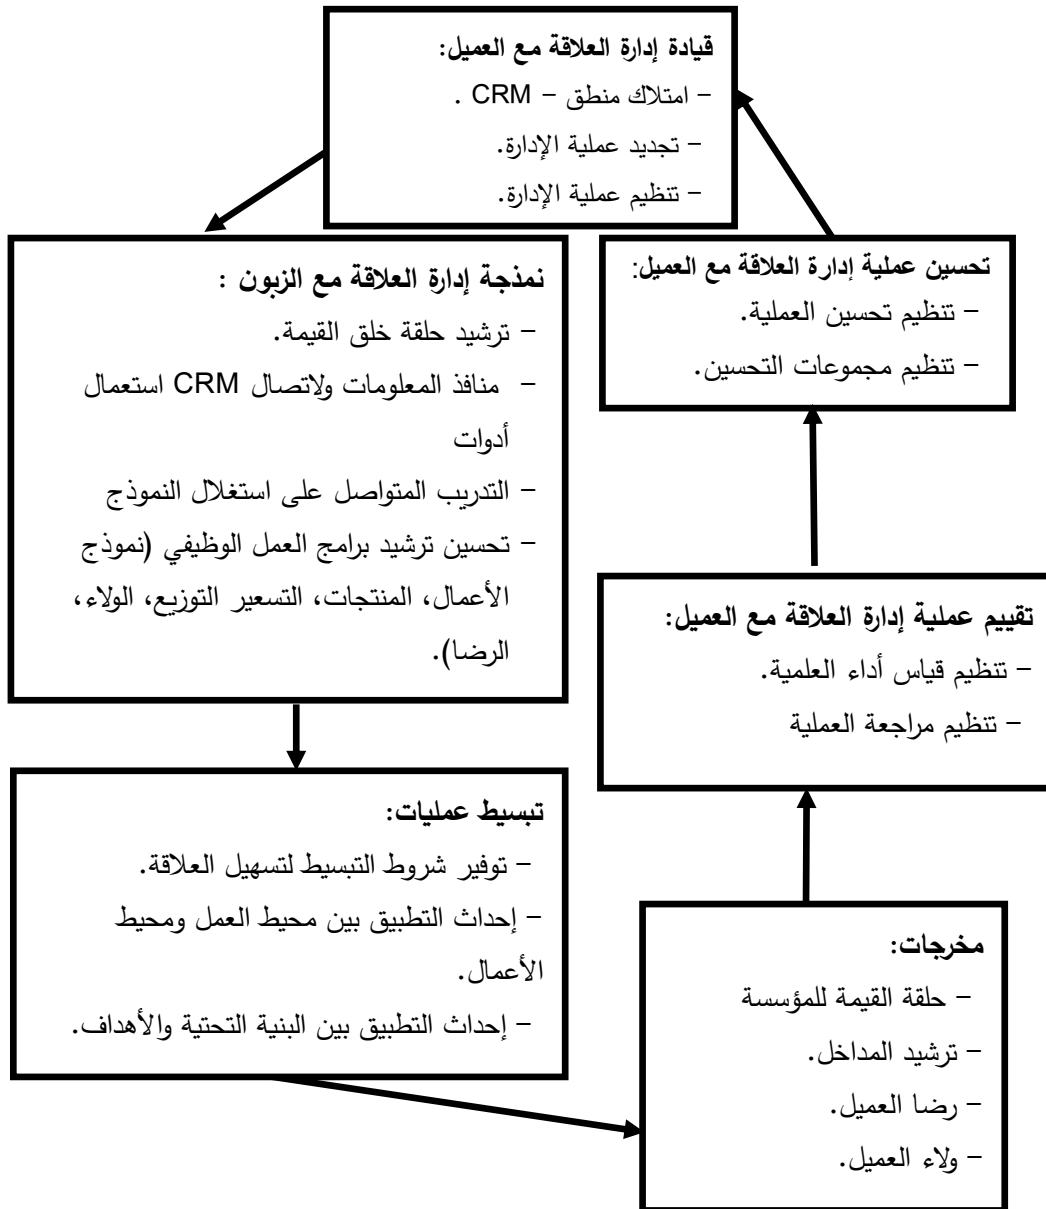 قيادة إدارة العلاقة مع العميل:
– امتلاك منطق – CRM .
– تجديد عملية الإدارة.
– تنظيم عملية الإدارة.
تحسين عملية إدارة العلاقة مع العميل:
– تنظيم تحسين العملية.
– تنظيم مجموعات التحسين.
نمذجة إدارة العلاقة مع الزبون :
– ترشيد حلقة خلق القيمة.
– منافذ المعلومات ولاتصال CRM استعمال
أدوات
– التدريب المتواصل على استغلال النموذج
– تحسين ترشيد برامج العمل الوظيفي (نموذج
الأعمال، المنتجات، التسعير التوزيع، الولاء،
الرضا).
تقييم عملية إدارة العلاقة مع العميل:
– تنظيم قياس أداء العلمية.
– تنظيم مراجعة العملية
تبسيط عمليات:
– توفير شروط التبسيط لتسهيل العلاقة.
– إحداث التطبيق بين محيط العمل ومحيط
الأعمال.
– إحداث التطبيق بين البنية التحتية والأهداف.
مخرجات:
– حلقة القيمة للمؤسسة
– ترشيد المداخل.
– رضا العميل.
– ولاء العميل.